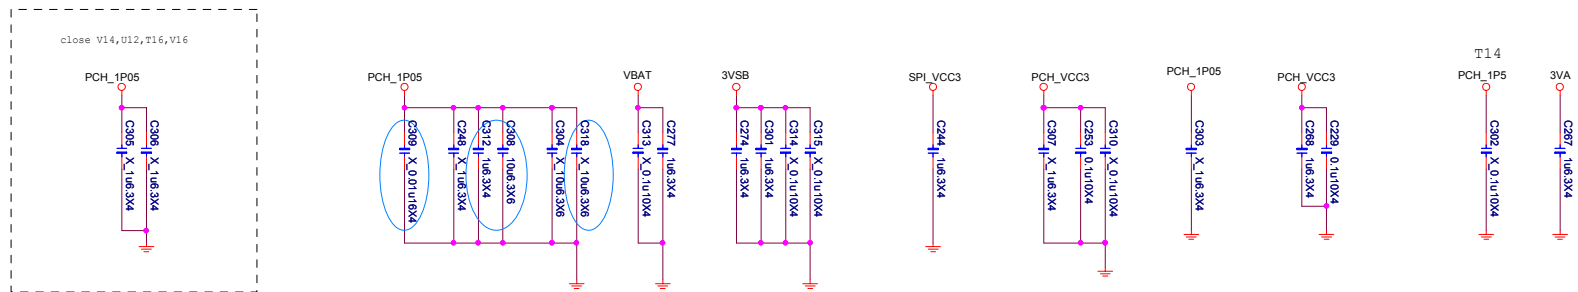 close V14,U12,T16,V16
PCH_1P05
C305 X_1u6.3X4
C306 X_1u6.3X4
PCH_1P05
C309 X_0.01u16X4
C248 X_1u6.3X4
C312 1u6.3X4
C308 10u6.3X6
C304 X_10u6.3X6
C318 X_10u6.3X6
VBAT
C313 X_0.1u10X4
C277 1u6.3X4
3VSB
C274 1u6.3X4
C301 1u6.3X4
C314 X_0.1u10X4
C315 X_0.1u10X4
SPI_VCC3
C244 1u6.3X4
PCH_VCC3
C307 X_1u6.3X4
C253 0.1u10X4
C310 X_0.1u10X4
PCH_1P05
C303 X_1u6.3X4
PCH_VCC3
C268 1u6.3X4
C229 0.1u10X4
T14
PCH_1P5
C302 X_0.1u10X4
3VA
C267 1u6.3X4